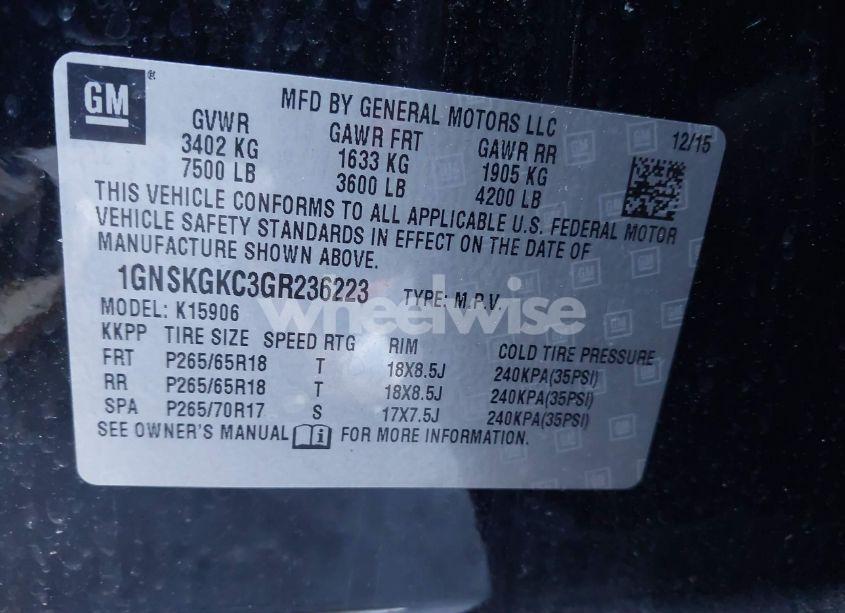 GM®
MFD BY GENERAL MOTORS LLC
GVWR GAWR FRT GAWR RR 12/15
3402 KG 1633 KG 1905 KG
7500 LB 3600 LB 4200 LB
THIS VEHICLE CONFORMS TO ALL APPLICABLE U.S. FEDERAL MOTOR
VEHICLE SAFETY STANDARDS IN EFFECT ON THE DATE OF
MANUFACTURE SHOWN ABOVE.
1GNSKGKC3GR236223 TYPE: M.P.V.
wheelwise
MODEL: K15906
KKPP TIRE SIZE SPEED RTG RIM COLD TIRE PRESSURE
FRT P265/65R18 T 18X8.5J 240KPA(35PSI)
RR P265/65R18 T 18X8.5J 240KPA(35PSI)
SPA P265/70R17 S 17X7.5J 240KPA(35PSI)
SEE OWNER'S MANUAL i FOR MORE INFORMATION.